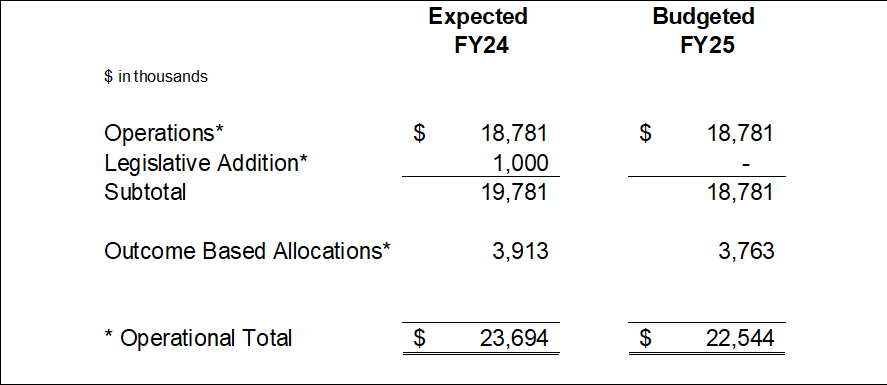 Expected Budgeted
FY24 FY25
$ in thousands
Operations* $ 18,781 $ 18,781
Legislative Addition* 1,000 -
Subtotal 19,781 18,781
Outcome Based Allocations* 3,913 3,763
* Operational Total $ 23,694 $ 22,544